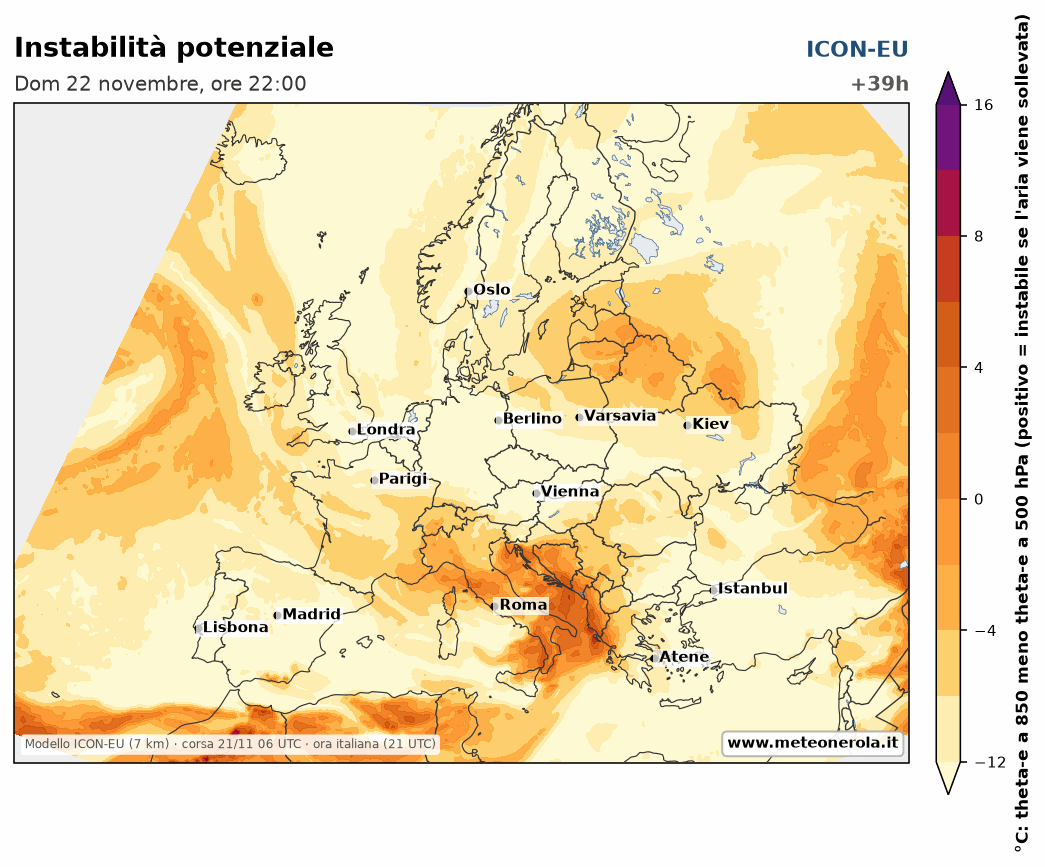 Instabilità potenziale
ICON-EU
Dom 22 novembre, ore 22:00
+39h
Oslo
Londra
Berlino
Varsavia
Kiev
Parigi
Vienna
Istanbul
Roma
Madrid
Lisbona
Atene
Modello ICON-EU (7 km) · corsa 21/11 06 UTC · ora italiana (21 UTC)
www.meteonerola.it
16
8
4
0
−4
−12
°C: theta-e a 850 meno theta-e a 500 hPa (positivo = instabile se l'aria viene sollevata)